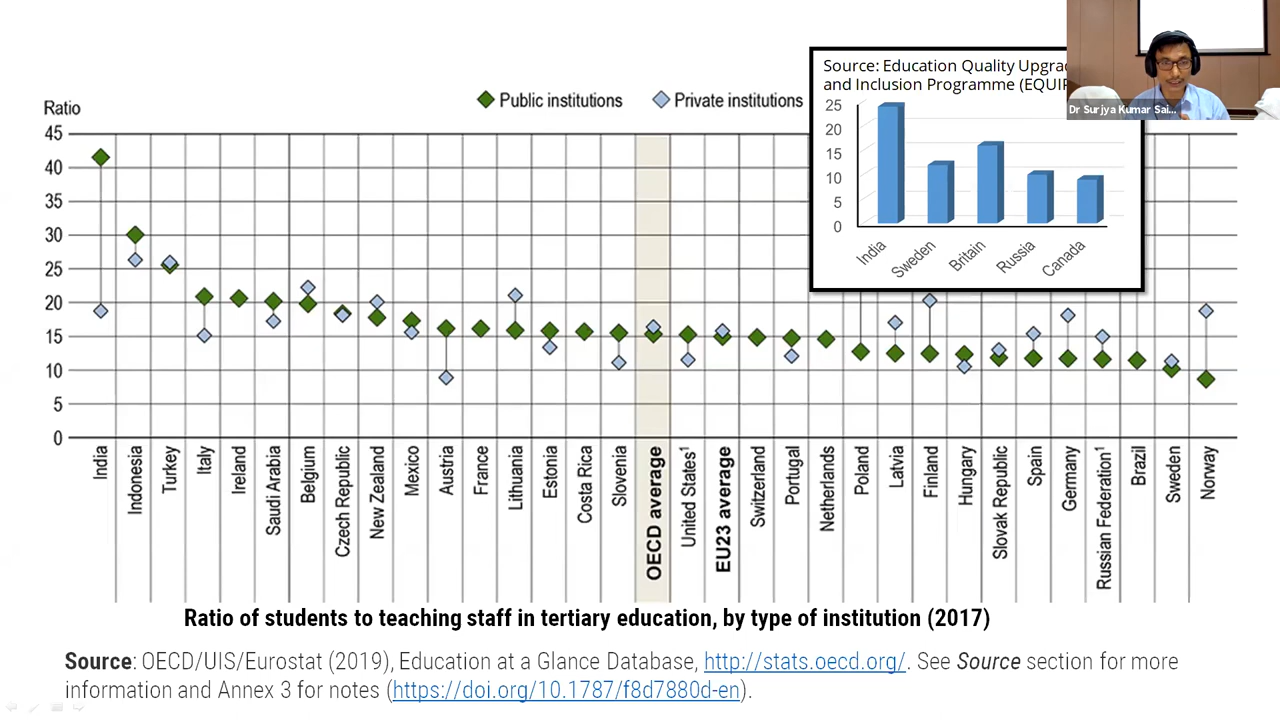 Ratio
Public institutions
Private institutions
45
40
35
30
25
20
15
10
5
0
India
Indonesia
Turkey
Italy
Ireland
Saudi Arabia
Belgium
Czech Republic
New Zealand
Mexico
Austria
France
Lithuania
Estonia
Costa Rica
Slovenia
OECD average
United States¹
EU23 average
Switzerland
Portugal
Netherlands
Poland
Latvia
Finland
Hungary
Slovak Republic
Spain
Germany
Russian Federation¹
Brazil
Sweden
Norway
Source: Education Quality
and Inclusion Programme
25
20
15
10
5
0
India
Sweden
Britain
Russia
Canada
Dr Surjya Kumar Sai...
Ratio of students to teaching staff in tertiary education, by type of institution (2017)
Source: OECD/UIS/Eurostat (2019), Education at a Glance Database, http://stats.oecd.org/. See Source section for more
information and Annex 3 for notes (https://doi.org/10.1787/f8d7880d-en).